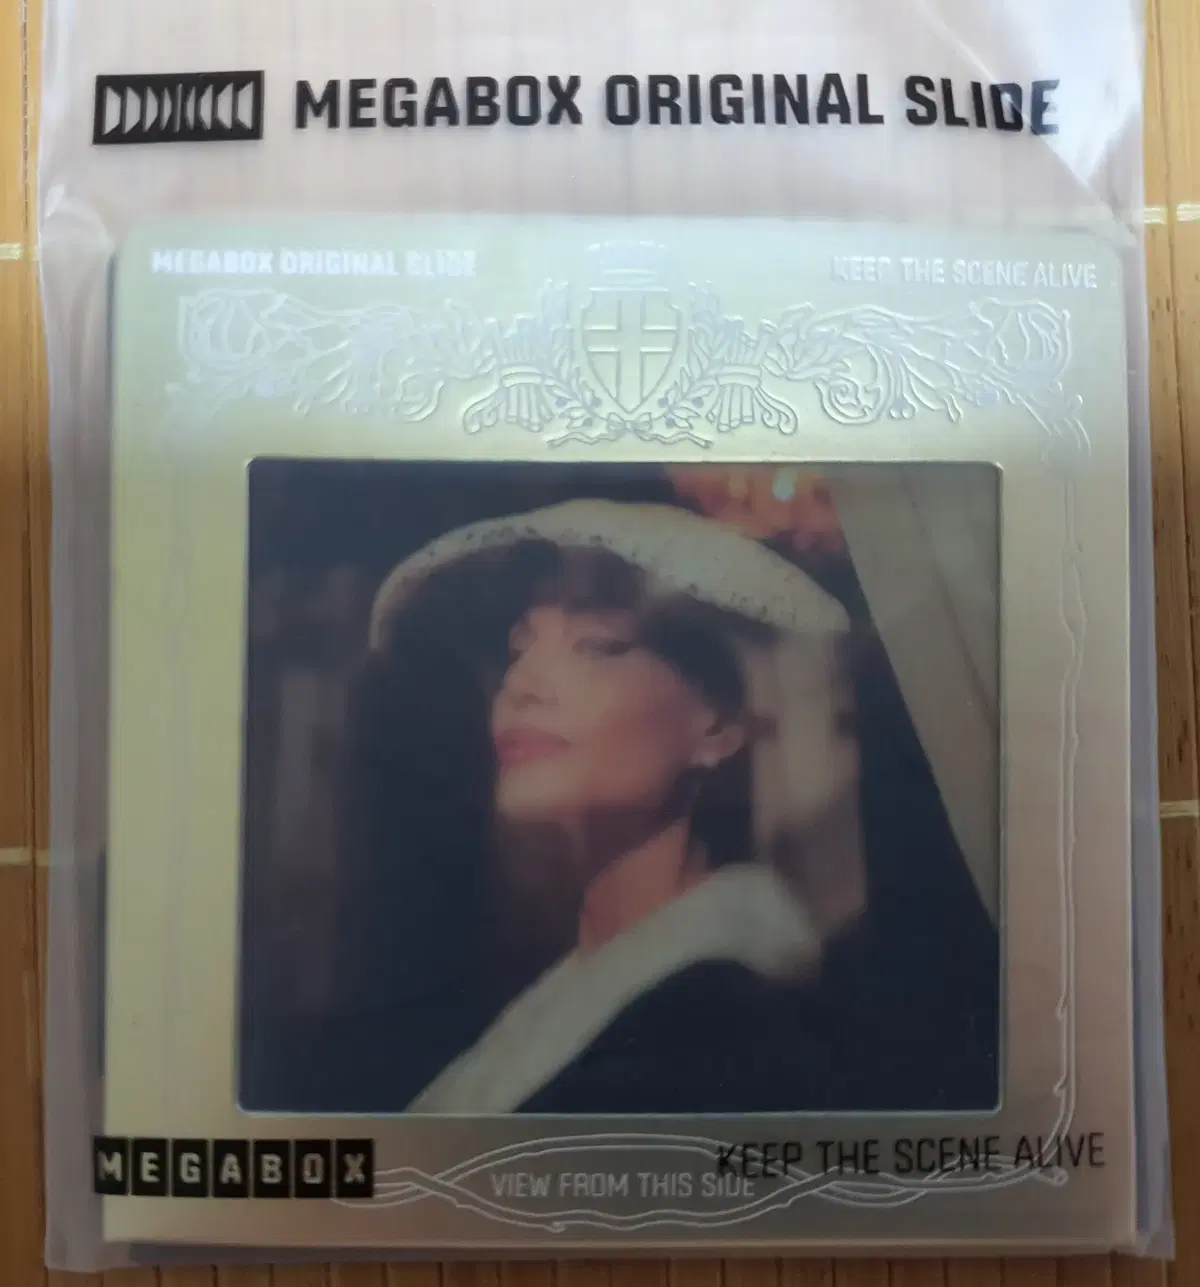 MEGABOX ORIGINAL SLIDE
MEGABOX ORIGINAL SLIDE
KEEP THE SCENE ALIVE
MEGABOX
KEEP THE SCENE ALIVE
VIEW FROM THIS SIDE